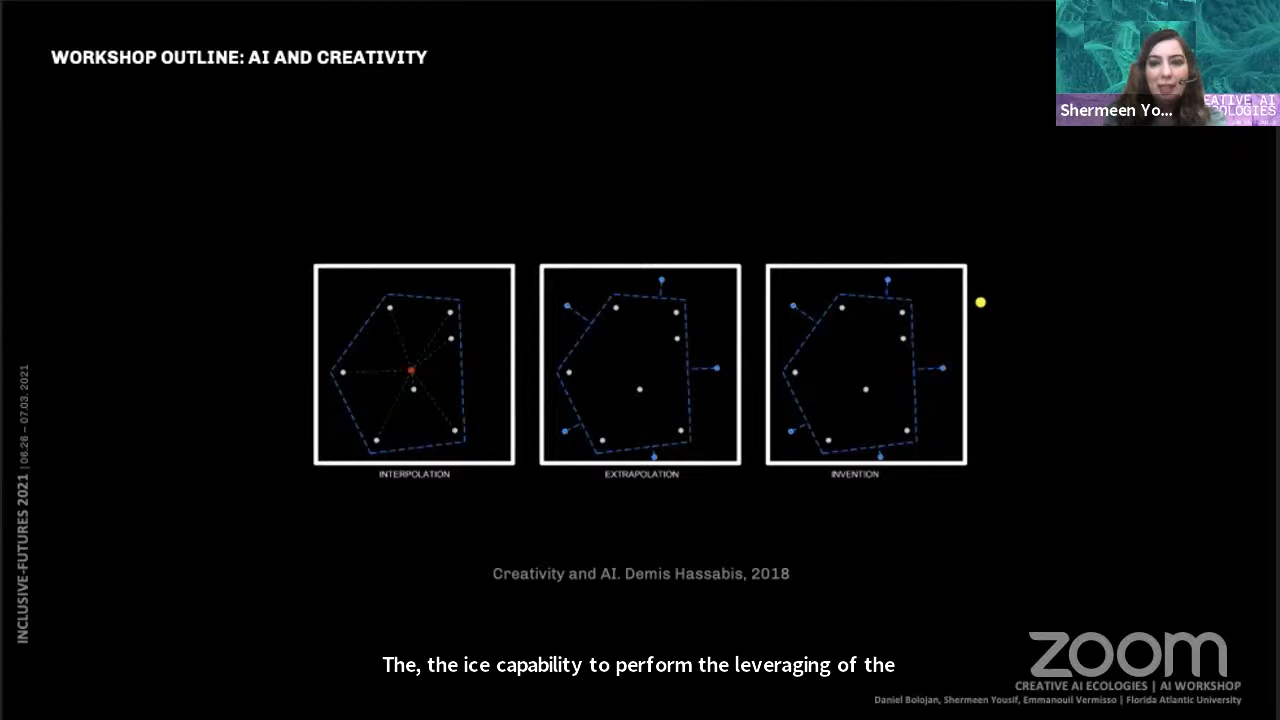 WORKSHOP OUTLINE: AI AND CREATIVITY
Shermeen Yo...
EATIVE AI
INTERPOLATION
EXTRAPOLATION
INVENTION
Creativity and AI. Demis Hassabis, 2018
INCLUSIVE-FUTURES 2021 | 06.26 – 07.03. 2021
The, the ice capability to perform the leveraging of the
zoom
CREATIVE AI ECOLOGIES | AI WORKSHOP
Daniel Bolojan, Shermeen Yousif, Emmanouil Vermisso | Florida Atlantic University